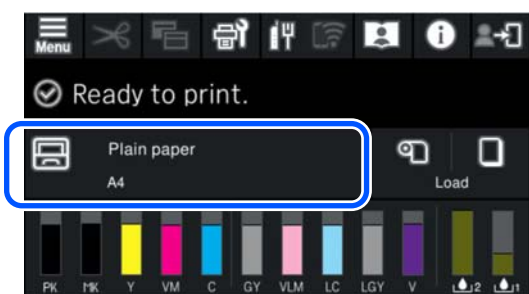 Menu
Ready to print.
Plain paper
A4
Load
PK MK Y VM C GY VLM LC LGY V 2 1